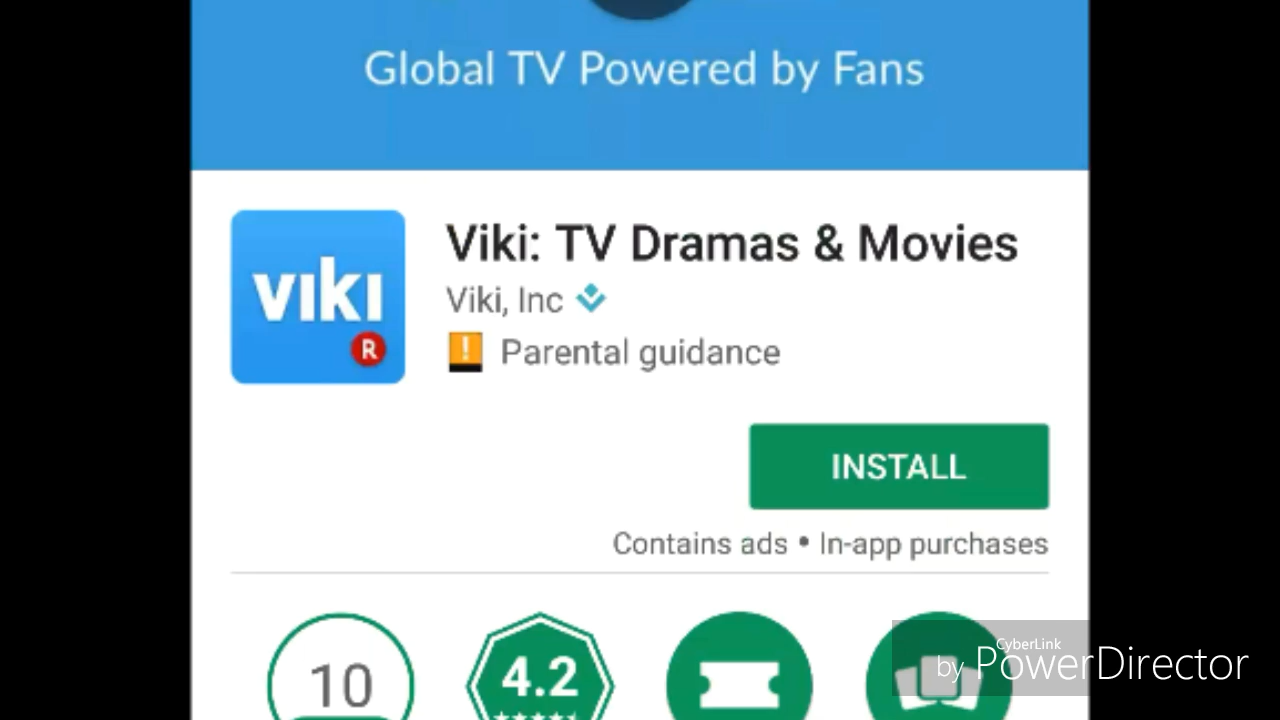 Global TV Powered by Fans
viki
R
Viki: TV Dramas & Movies
Viki, Inc
! Parental guidance
INSTALL
Contains ads • In-app purchases
10
4.2
CyberLink
by PowerDirector